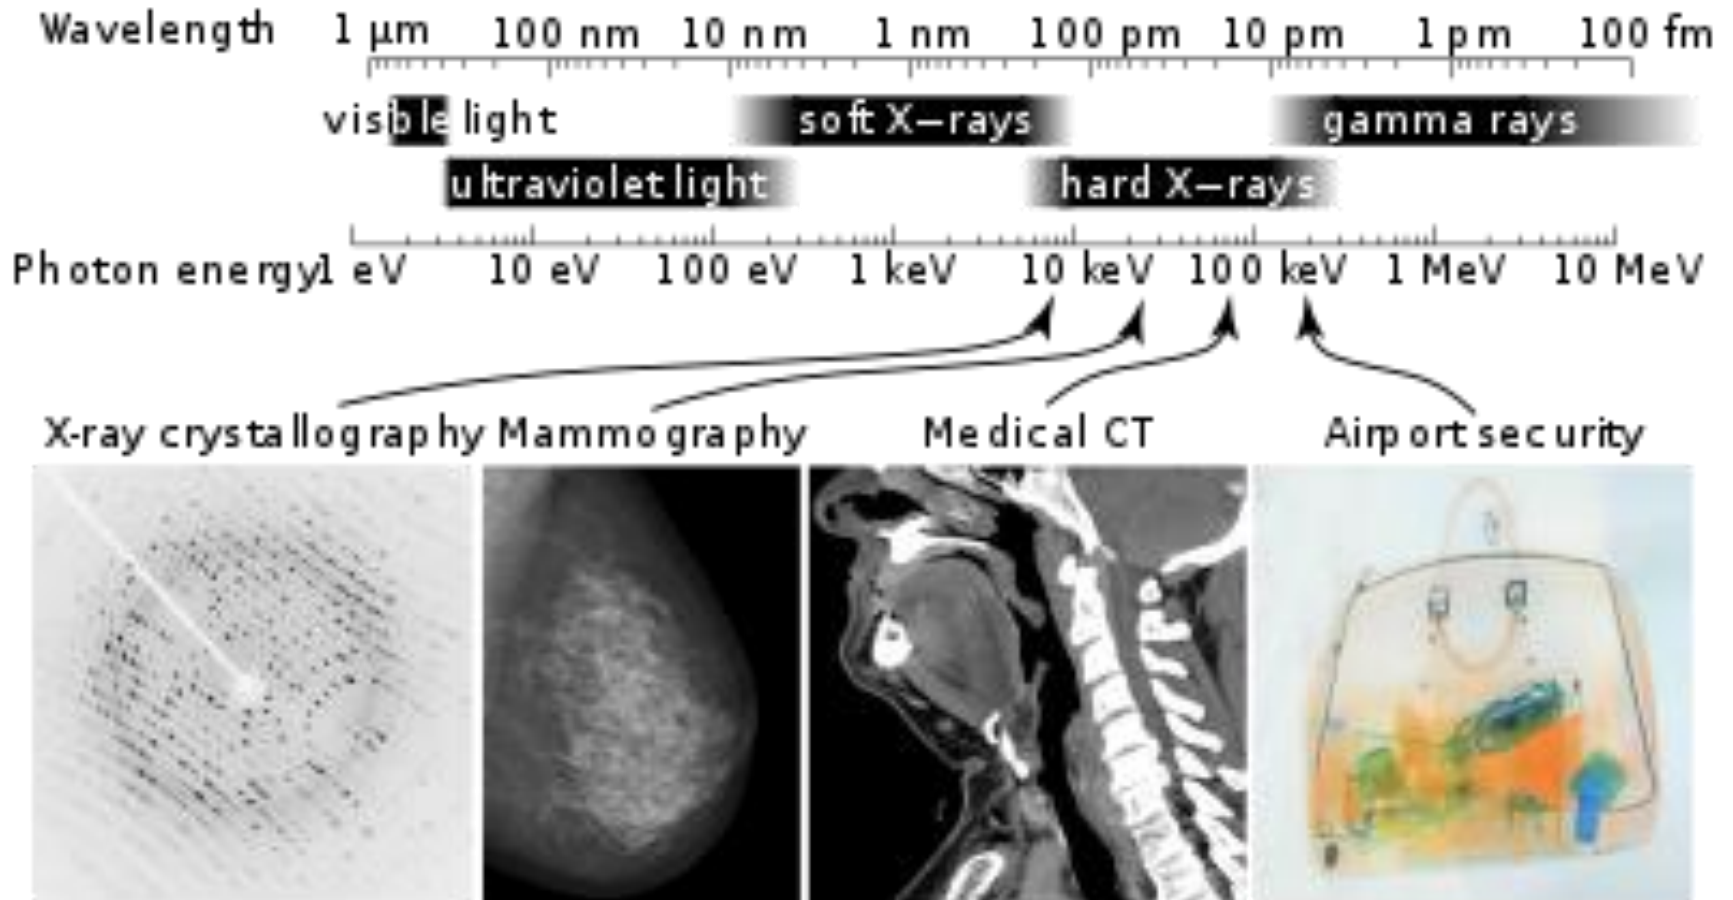 Wavelength 1 µm 100 nm 10 nm 1 nm 100 pm 10 pm 1 pm 100 fm
visible light soft X–rays gamma rays
ultraviolet light hard X–rays
Photon energy 1 eV 10 eV 100 eV 1 keV 10 keV 100 keV 1 MeV 10 MeV
X-ray crystallography Mammography Medical CT Airport security